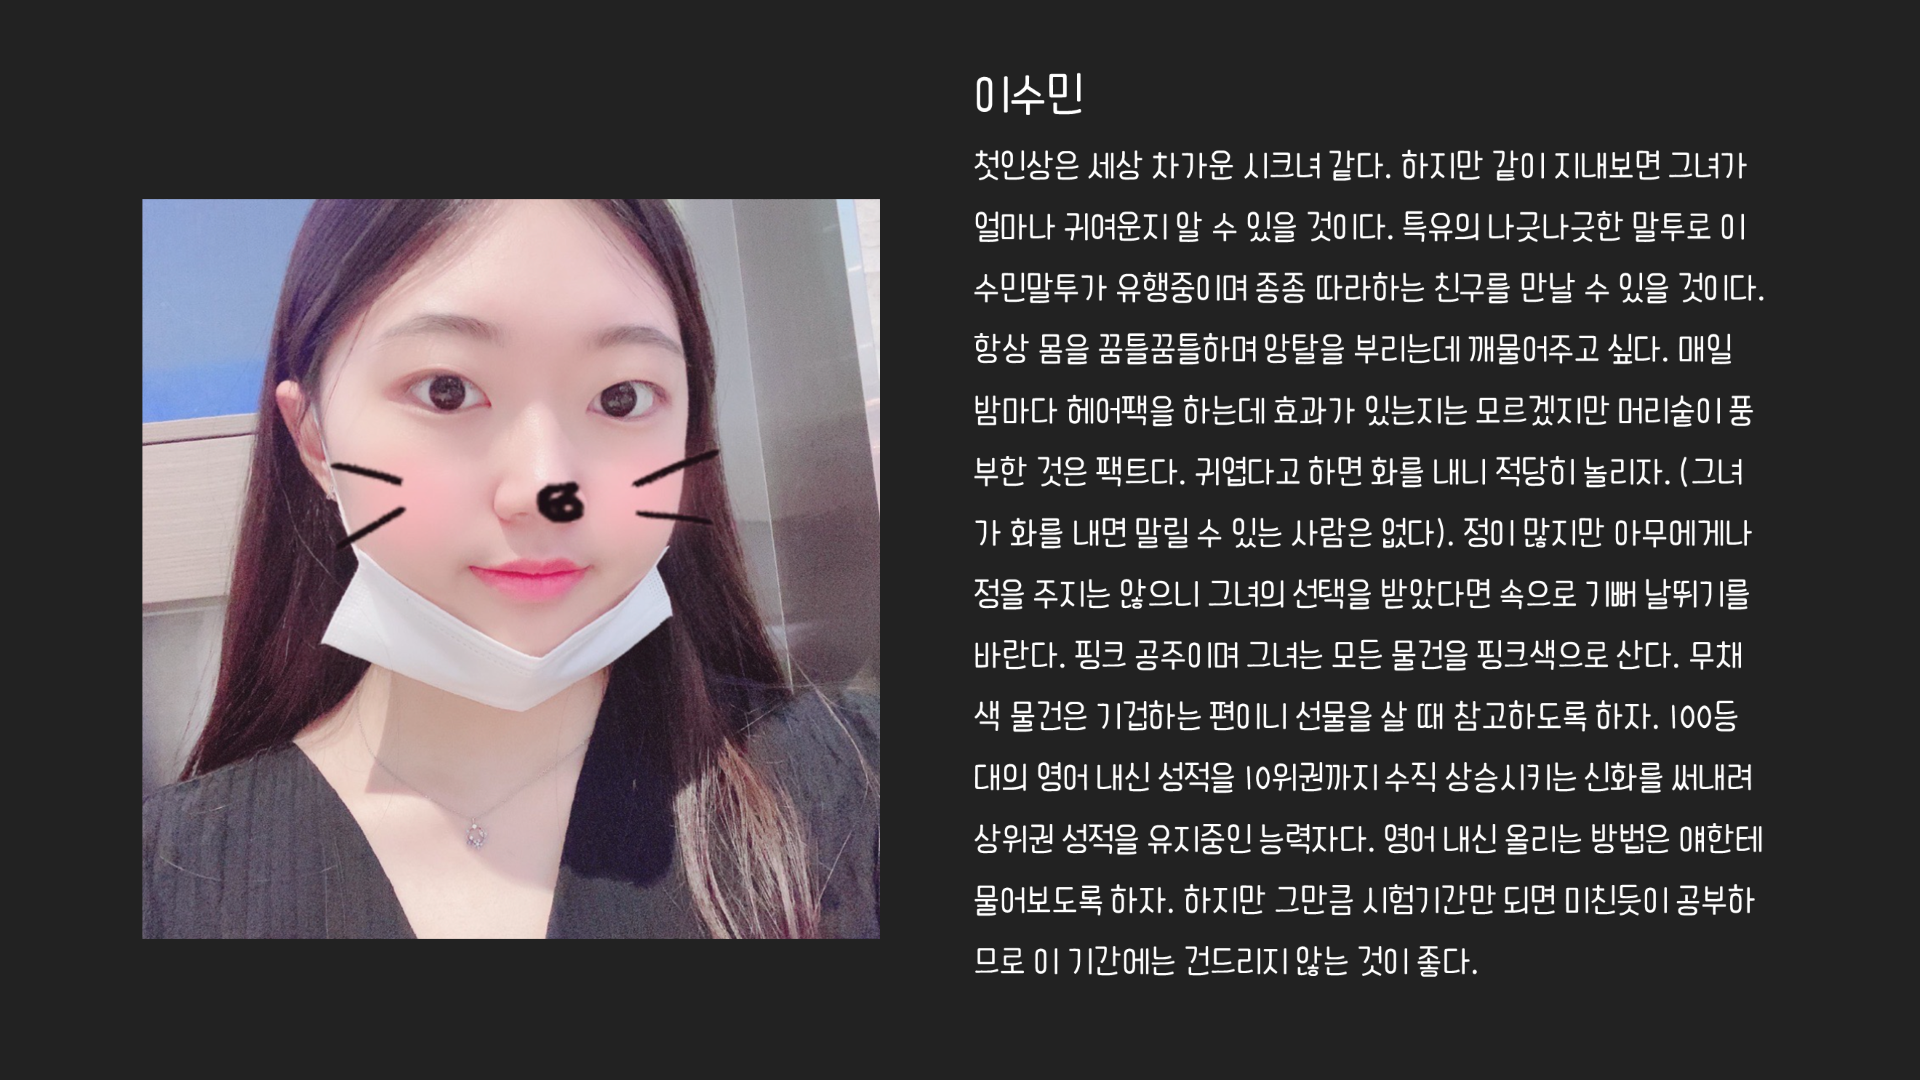 이수민
첫인상은 세상 차가운 시크녀 같다. 하지만 같이 지내보면 그녀가
얼마나 귀여운지 알 수 있을 것이다. 특유의 나긋나긋한 말투로 이
수민말투가 유행중이며 종종 따라하는 친구를 만날 수 있을 것이다.
항상 몸을 꿈틀꿈틀하며 앙탈을 부리는데 깨물어주고 싶다. 매일
밤마다 헤어팩을 하는데 효과가 있는지는 모르겠지만 머리숱이 풍
부한 것은 팩트다. 귀엽다고 하면 화를 내니 적당히 놀리자. (그녀
가 화를 내면 말릴 수 있는 사람은 없다). 정이 많지만 아무에게나
정을 주지는 않으니 그녀의 선택을 받았다면 속으로 기뻐 날뛰기를
바란다. 핑크 공주이며 그녀는 모든 물건을 핑크색으로 산다. 무채
색 물건은 기겁하는 편이니 선물을 살 때 참고하도록 하자. 100등
대의 영어 내신 성적을 10위권까지 수직 상승시키는 신화를 써내려
상위권 성적을 유지중인 능력자다. 영어 내신 올리는 방법은 얘한테
물어보도록 하자. 하지만 그만큼 시험기간만 되면 미친듯이 공부하
므로 이 기간에는 건드리지 않는 것이 좋다.